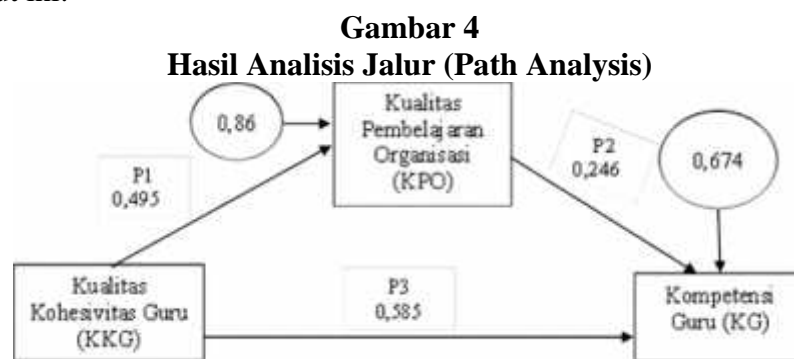 Gambar 4
Hasil Analisis Jalur (Path Analysis)
0,86
Kualitas
Pembelajaran
Organisasi
(KPO)
P1
0,495
P2
0,246
0,674
Kualitas
Kohesivitas Guru
(KKG)
P3
0,585
Kompetensi
Guru (KG)